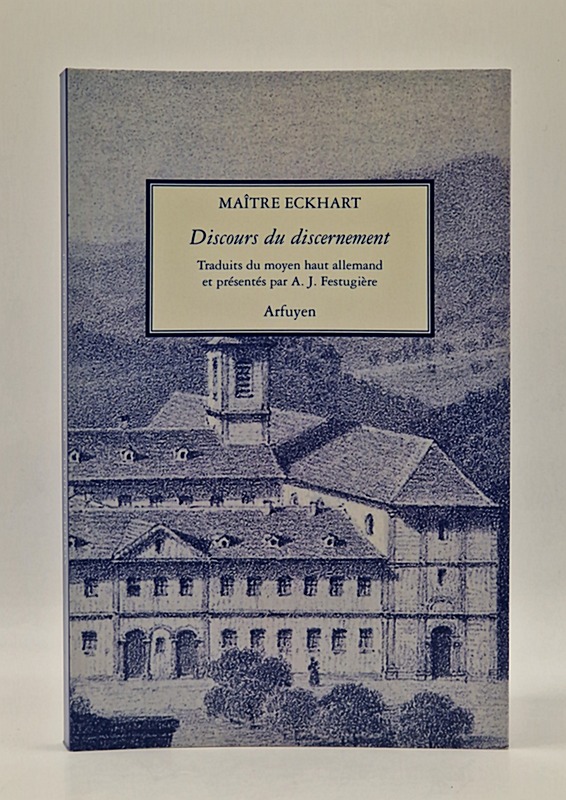 MAÎTRE ECKHART
Discours du discernement
Traduits du moyen haut allemand
et présentés par A. J. Festugière
Arfuyen